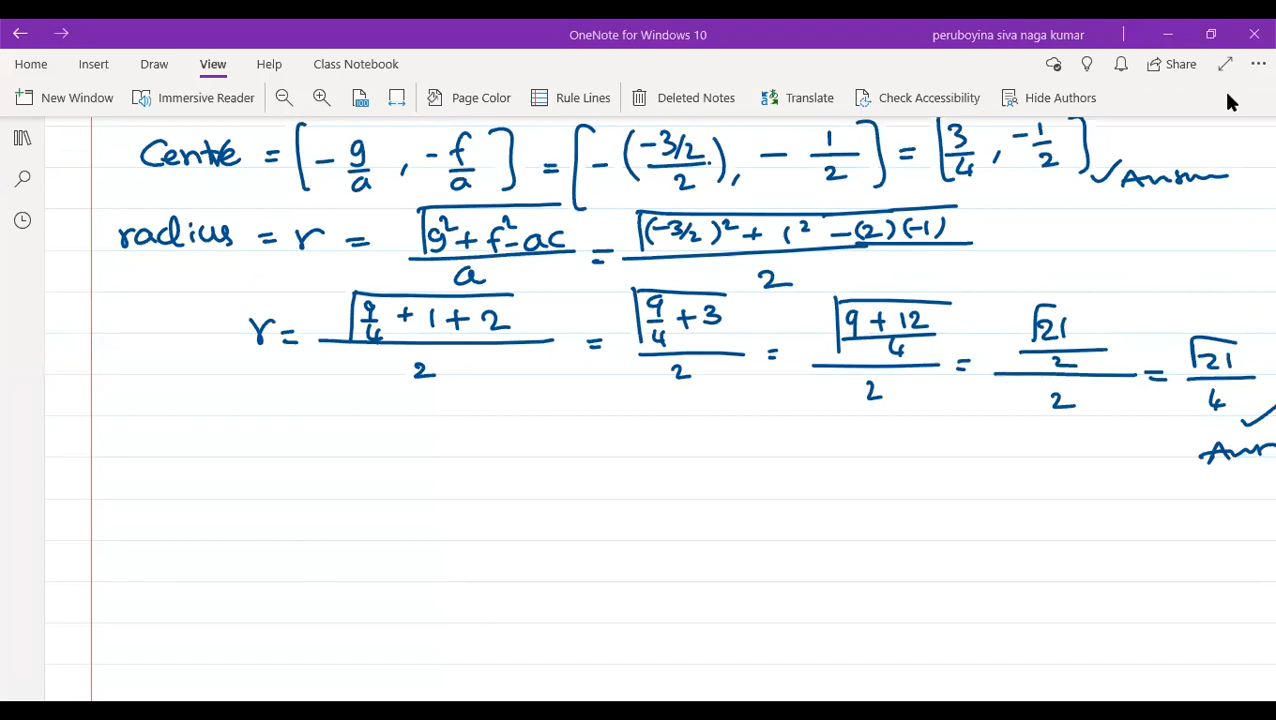 OneNote for Windows 10 peruboyina siva naga kumar
Home Insert Draw View Help Class Notebook Share
New Window Immersive Reader Page Color Rule Lines Deleted Notes Translate Check Accessibility Hide Authors
Centre = [-g/a, -f/a] = [-(-3/2/2), -1/2] = [3/4, -1/2] ✓
radius = r = √(g²+f²-ac)/a = √((-3/2)²+1²-(2)(-1))/2
r = √(9/4+1+2)/2 = √(9/4+3)/2 = √((9+12)/4)/2 = (√21/2)/2 = √21/4 ✓